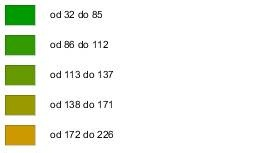 od 32 do 85
od 86 do 112
od 113 do 137
od 138 do 171
od 172 do 226